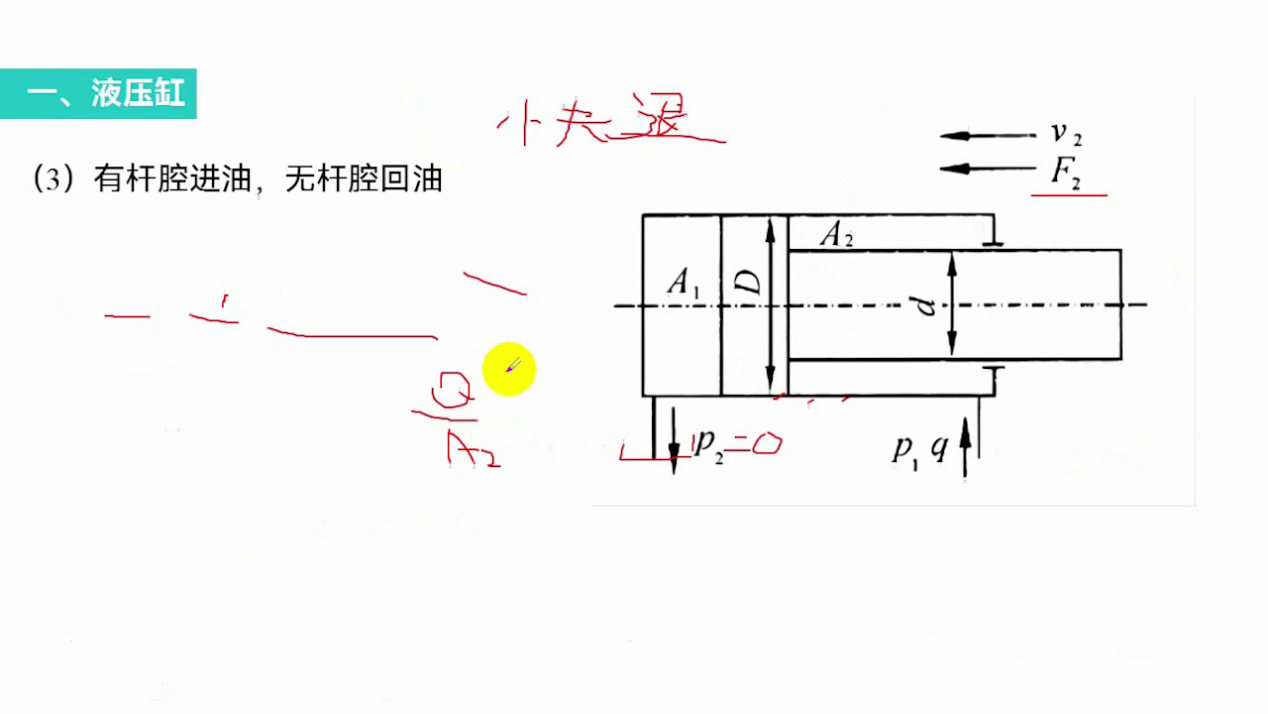 一、液压缸
小夫退
v₂
(3)有杆腔进油，无杆腔回油
F₂
A₂
A₁
D
d
Q
A₂
p₂=0
p₁ q